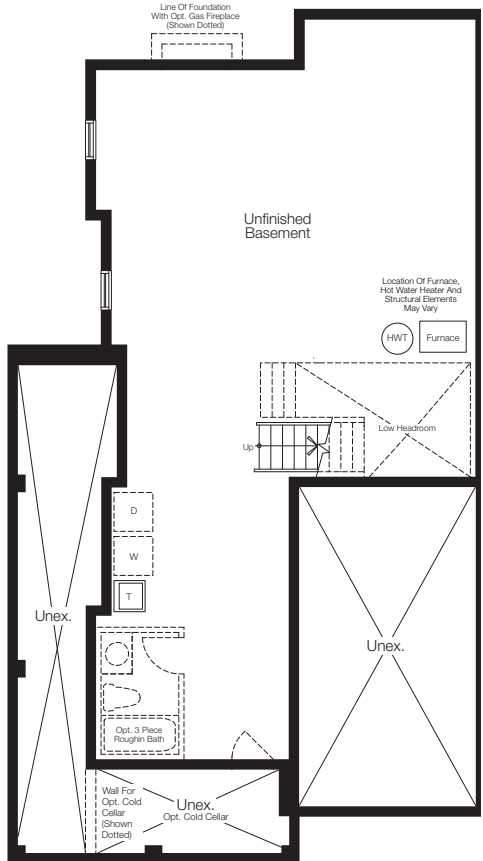 Line Of Foundation
With Opt. Gas Fireplace
(Shown Dotted)
Unfinished
Basement
Location Of Furnace,
Hot Water Heater And
Structural Elements
May Vary
HWT
Furnace
Low Headroom
Up
D
W
T
Unex.
Unex.
Opt. 3 Piece
Roughin Bath
Wall For
Opt. Cold
Cellar
(Shown
Dotted)
Unex.
Opt. Cold Cellar